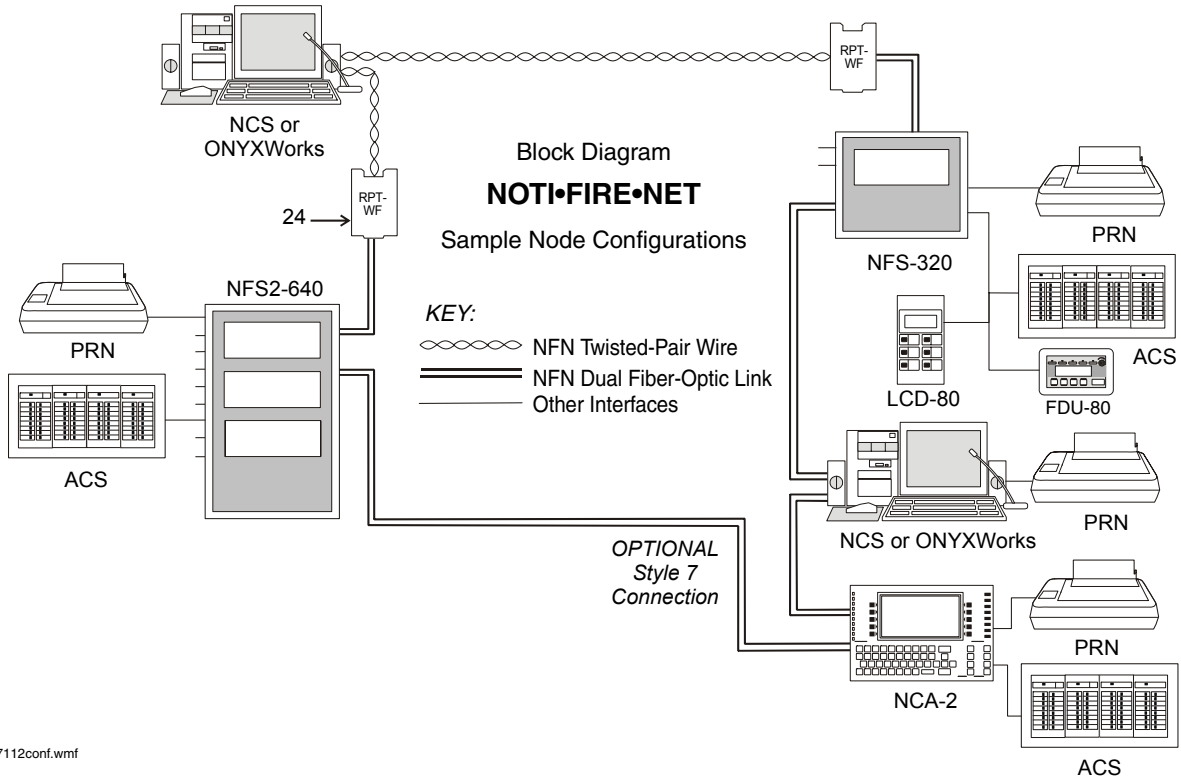 RPT-
WF
NCS or
ONYXWorks
Block Diagram
NOTI•FIRE•NET
Sample Node Configurations
RPT-
WF
24
PRN
NFS-320
NFS2-640
KEY:
NFN Twisted-Pair Wire
NFN Dual Fiber-Optic Link
Other Interfaces
PRN
ACS
LCD-80
FDU-80
ACS
PRN
NCS or ONYXWorks
OPTIONAL
Style 7
Connection
PRN
NCA-2
ACS
7112conf.wmf